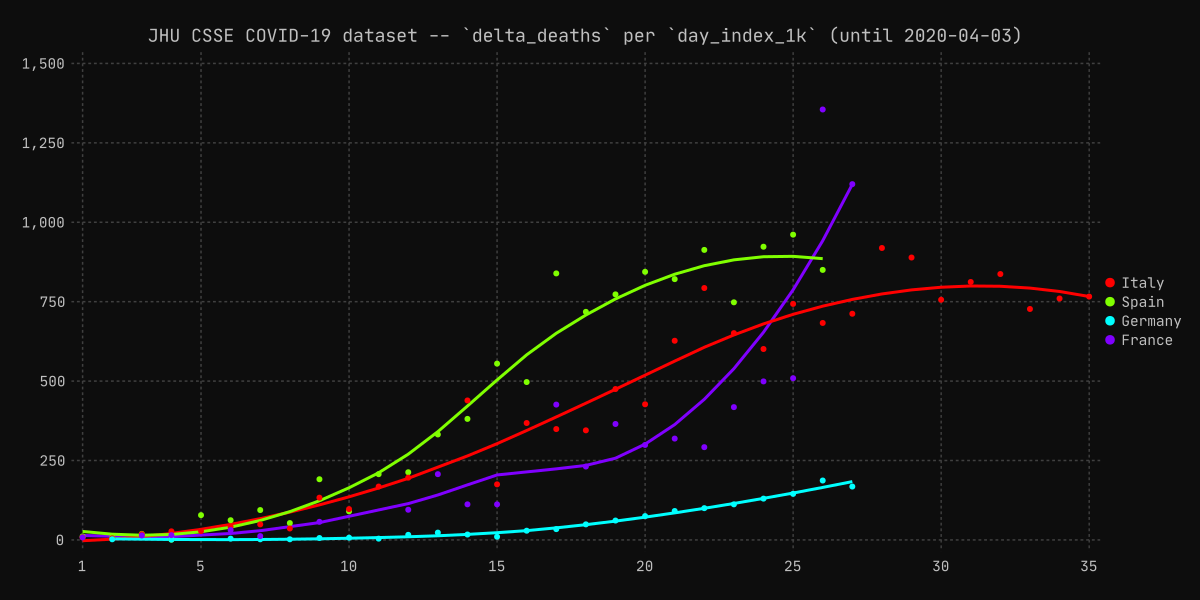 JHU CSSE COVID-19 dataset -- `delta_deaths` per `day_index_1k` (until 2020-04-03)
1,500
1,250
1,000
750
500
250
0
1 5 10 15 20 25 30 35
Italy
Spain
Germany
France